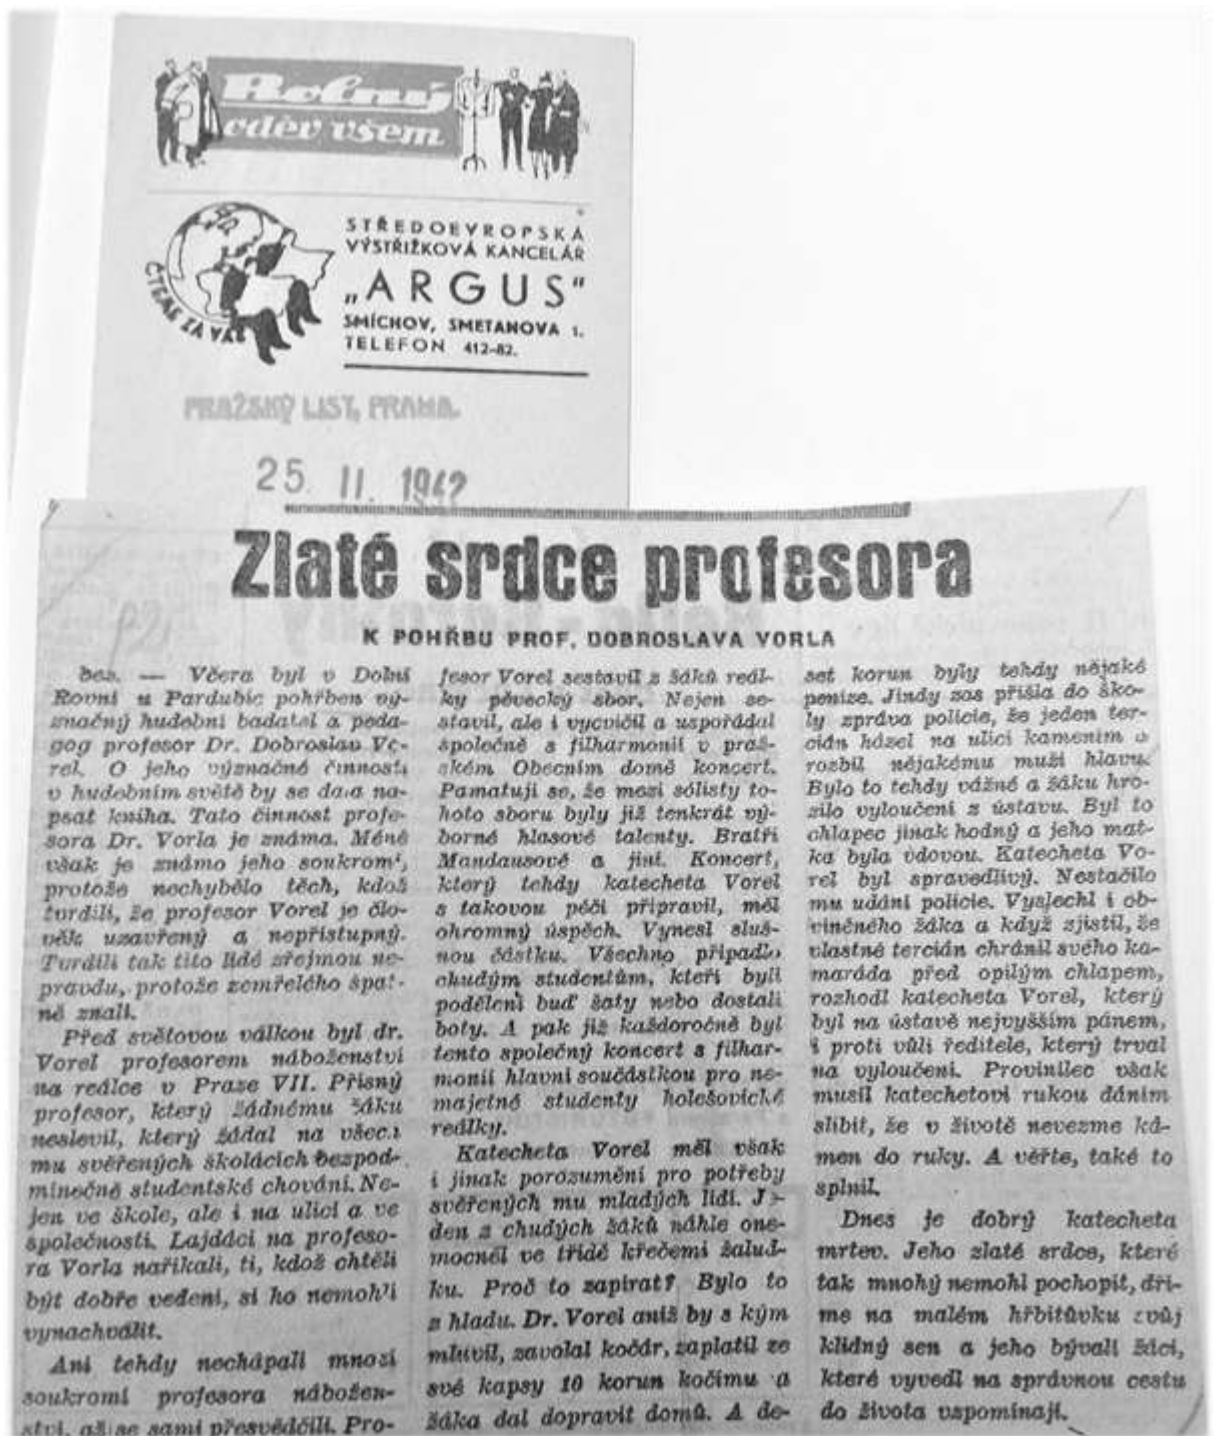 Rolný
oděv všem
STŘEDOEVROPSKÁ
VÝSTŘIŽKOVÁ KANCELÁŘ
„ARGUS"
SMÍCHOV, SMETANOVA 1.
TELEFON 412-82.
ČTEME ZA VÁS
PRAŽSKÝ LIST, PRAHA.
25. II. 1942
Zlaté srdce profesora
K POHŘBU PROF. DOBROSLAVA VORLA
bez. — Včera byl v Dolní
Rovni u Pardubic pohřben vý-
značný hudební badatel a peda-
gog profesor Dr. Dobroslav Vo-
rel. O jeho význačné činnosti
v hudebním světě by se dala na-
psat kniha. Tato činnost profe-
sora Dr. Vorla je známa. Méně
však je známo jeho soukromí,
protože nechybělo těch, kdož
tvrdili, že profesor Vorel je člo-
věk uzavřený a nepřístupný.
Tvrdili tak tito lidé zřejmou ne-
pravdu, protože zemřelého špat-
ně znali.
Před světovou válkou byl dr.
Vorel profesorem náboženství
na reálce v Praze VII. Přísný
profesor, který žádnému žáku
neslevil, který žádal na všech
mu svěřených školácích bezpod-
mínečně studentské chování. Ne-
jen ve škole, ale i na ulici a ve
společnosti. Lajdáci na profeso-
ra Vorla naříkali, ti, kdož chtěli
být dobře vedeni, si ho nemohli
vynachválit.
Ani tehdy nechápali mnozí
soukromí profesora nábožen-
ství, až se sami přesvědčili. Pro-
fesor Vorel sestavil z žáků reál-
ky pěvecký sbor. Nejen se-
stavil, ale i vycvičil a uspořádal
společně s filharmonií v praž-
ském Obecním domě koncert.
Pamatuji se, že mezi sólisty to-
hoto sboru byly již tenkrát vý-
borné hlasové talenty. Bratři
Mandausové a jiní. Koncert,
který tehdy katecheta Vorel
s takovou péčí připravil, měl
ohromný úspěch. Vynesl sluš-
nou částku. Všechno připadlo
chudým studentům, kteří byli
poděleni buď šaty nebo dostali
boty. A pak již každoročně byl
tento společný koncert s filhar-
monií hlavní součástkou pro ne-
majetné studenty holešovické
reálky.
Katecheta Vorel měl však
i jinak porozumění pro potřeby
svěřených mu mladých lidí. Je-
den z chudých žáků náhle one-
mocněl ve třídě křečemi žalud-
ku. Proč to zapírat? Bylo to
z hladu. Dr. Vorel aniž by s kým
mluvil, zavolal kočár, zaplatil ze
své kapsy 10 korun kočímu a
žáka dal dopravit domů. A de-
set korun byly tehdy nějaké
peníze. Jindy zas přišla do ško-
ly zpráva policie, že jeden ter-
cián házel na ulici kamením a
rozbil nějakému muži hlavu.
Bylo to tehdy vážné a žáku hro-
zilo vyloučení z ústavu. Byl to
chlapec jinak hodný a jeho mat-
ka byla vdovou. Katecheta Vo-
rel byl spravedlivý. Nestačilo
mu udání policie. Vyslechl i ob-
viněného žáka a když zjistil, že
vlastně tercián chránil svého ka-
maráda před opilým chlapem,
rozhodl katecheta Vorel, který
byl na ústavě nejvyšším pánem,
i proti vůli ředitele, který trval
na vyloučení. Provinilec však
musil katechetovi rukou dáním
slíbit, že v životě nevezme ká-
men do ruky. A věřte, také to
splnil.
Dnes je dobrý katecheta
mrtev. Jeho zlaté srdce, které
tak mnohý nemohl pochopit, dří-
me na malém hřbitůvku svůj
klidný sen a jeho bývalí žáci,
které vyvedl na správnou cestu
do života vzpomínají.